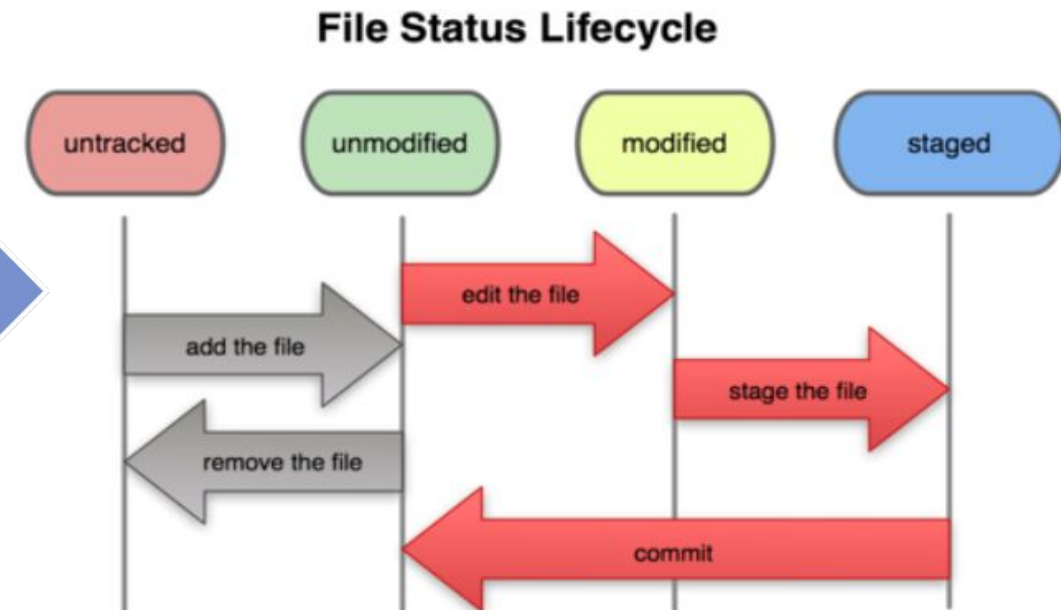 File Status Lifecycle
untracked
unmodified
modified
staged
edit the file
add the file
stage the file
remove the file
commit